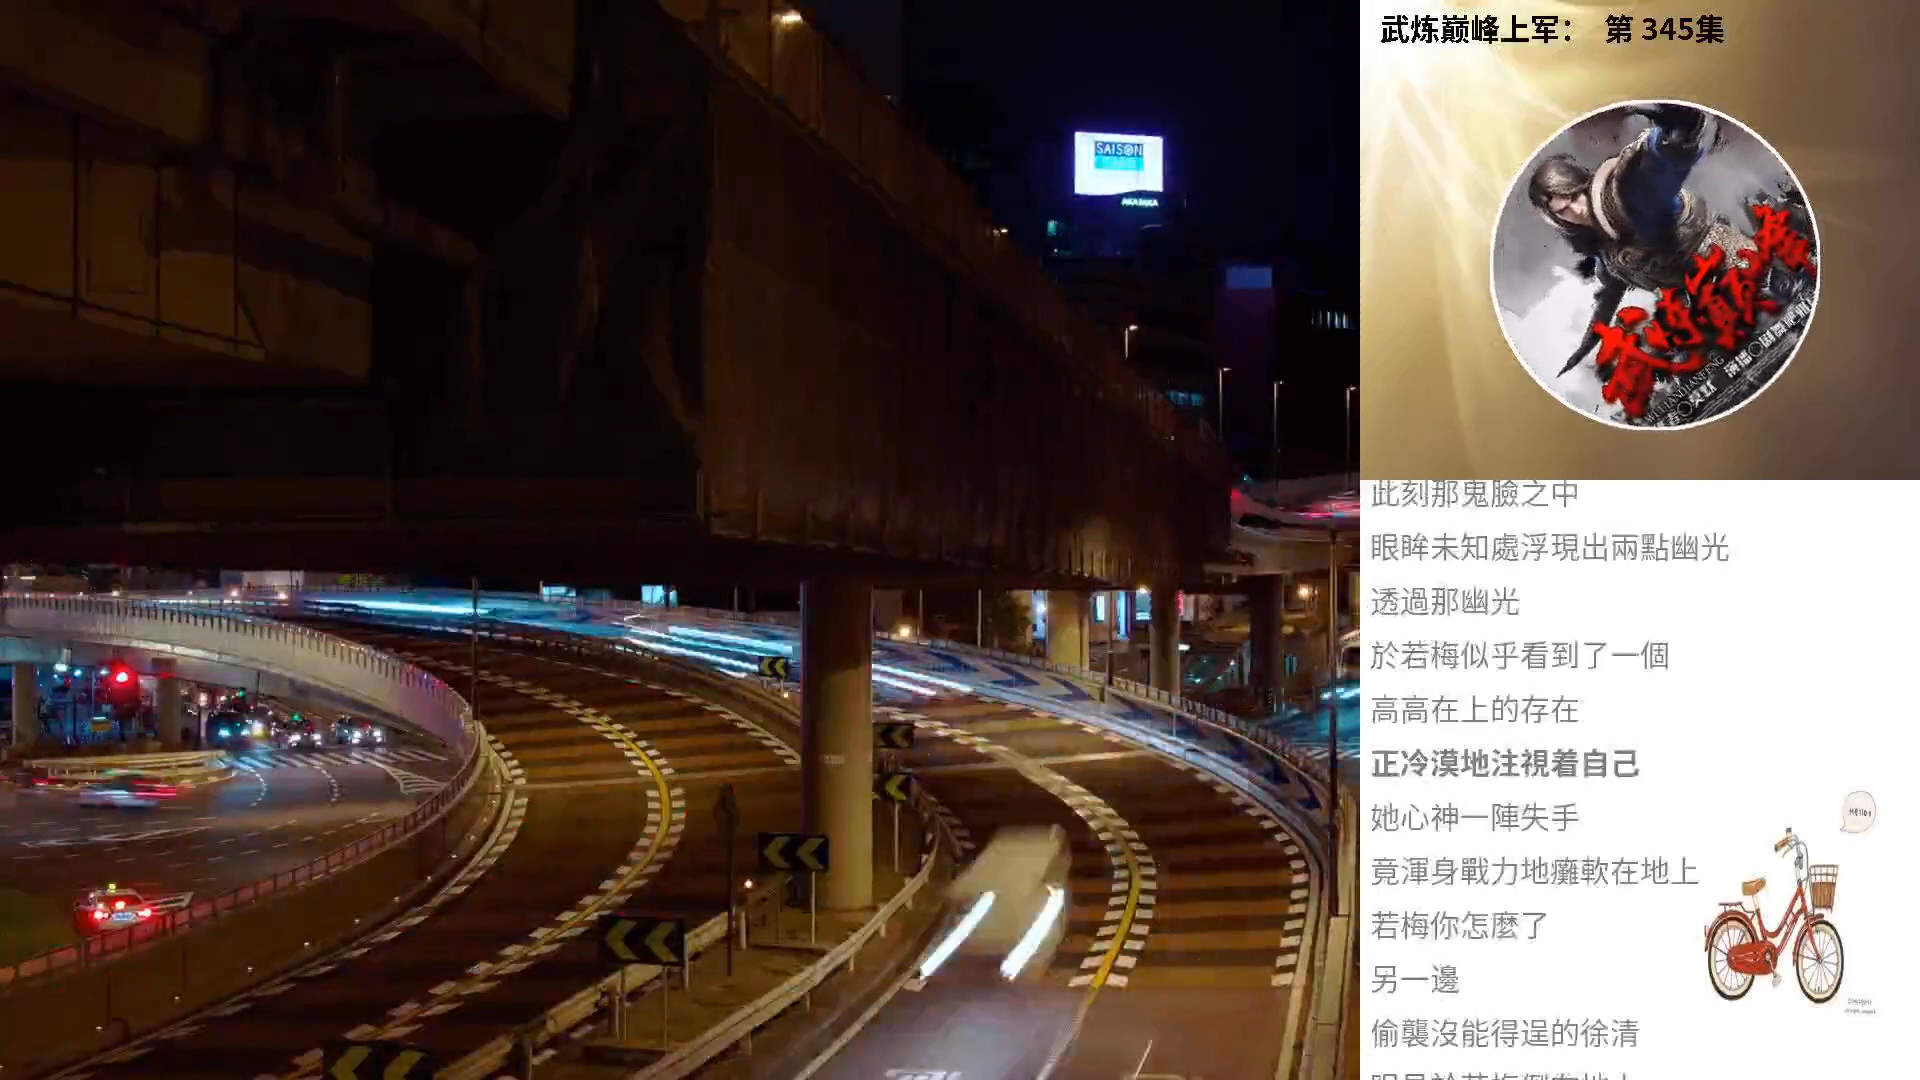 武炼巅峰上军： 第 345集
SAISON
此刻那鬼臉之中
眼眸未知處浮現出兩點幽光
透過那幽光
於若梅似乎看到了一個
高高在上的存在
正冷漠地注視着自己
她心神一陣失手
竟渾身戰力地癱軟在地上
若梅你怎麼了
另一邊
偷襲沒能得逞的徐清
Hello!